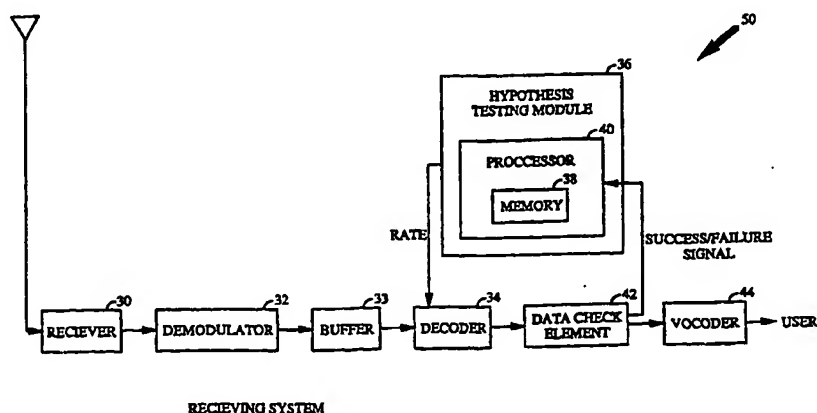 50
36
HYPOTHESIS
TESTING MODULE
40
PROCCESSOR
38
MEMORY
RATE
SUCCESS/FAILURE
SIGNAL
30
RECIEVER
32
DEMODULATOR
33
BUFFER
34
DECODER
42
DATA CHECK
ELEMENT
44
VOCODER
USER
RECIEVING SYSTEM